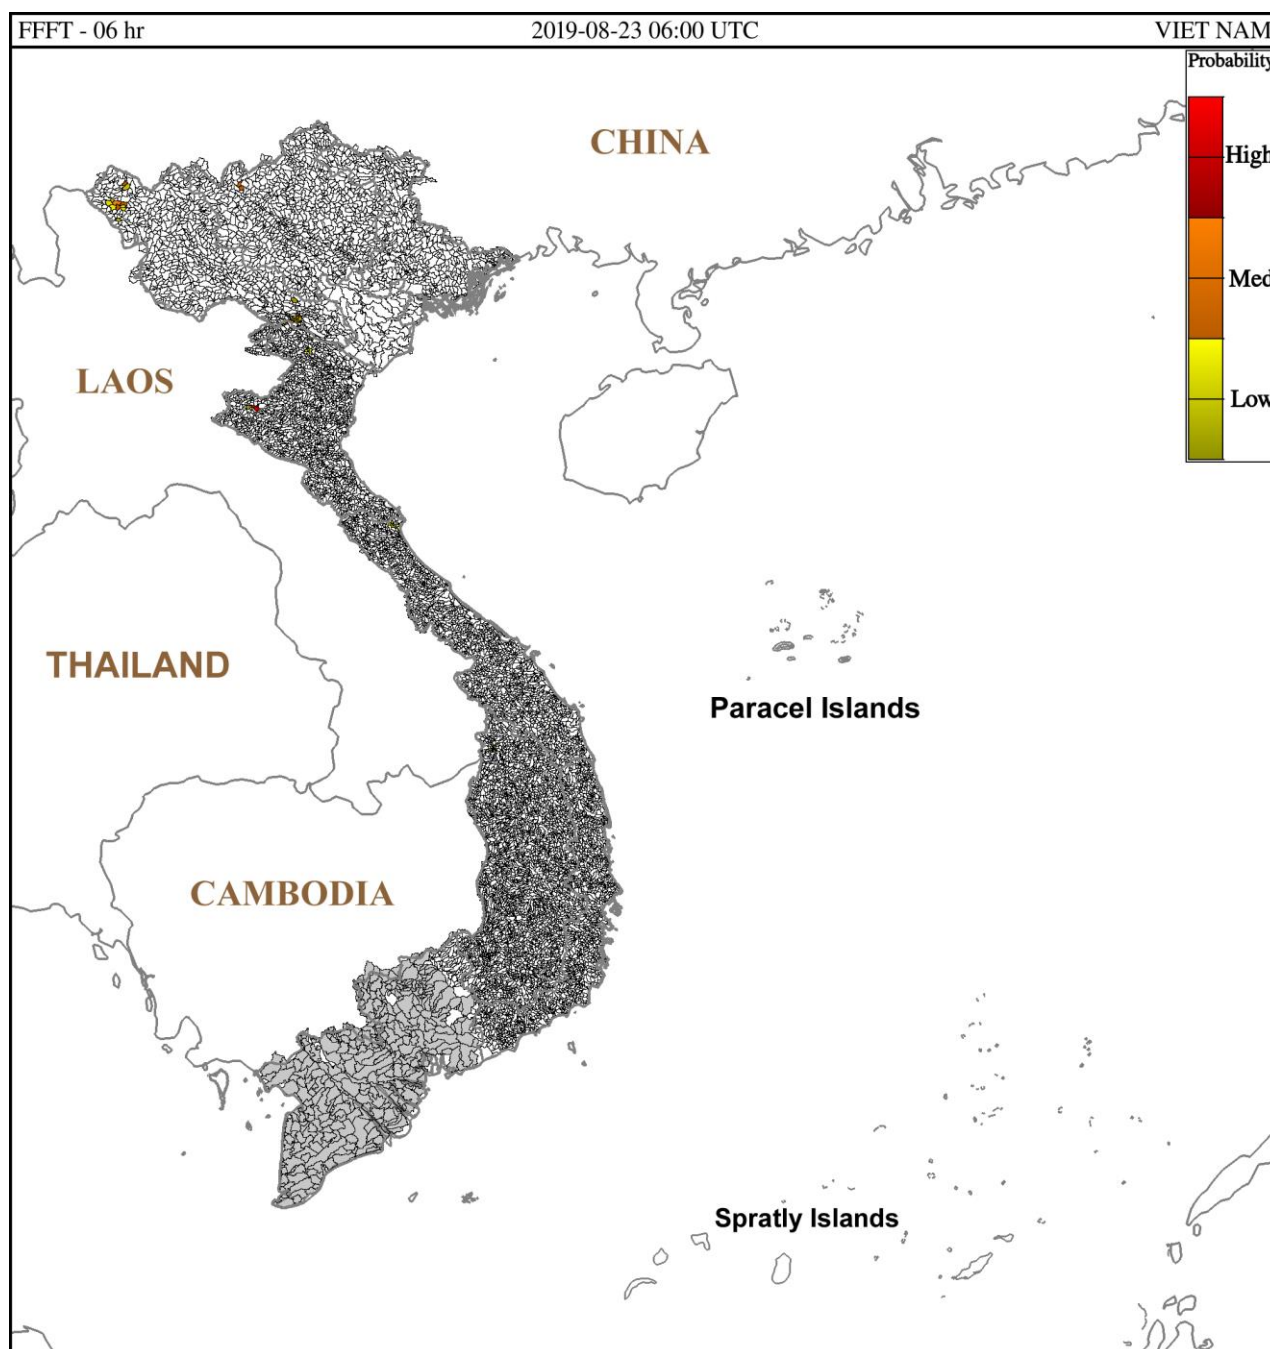 FFFT - 06 hr 2019-08-23 06:00 UTC VIET NAM
Probability
CHINA
High
Med
LAOS
Low
THAILAND
Paracel Islands
CAMBODIA
Spratly Islands